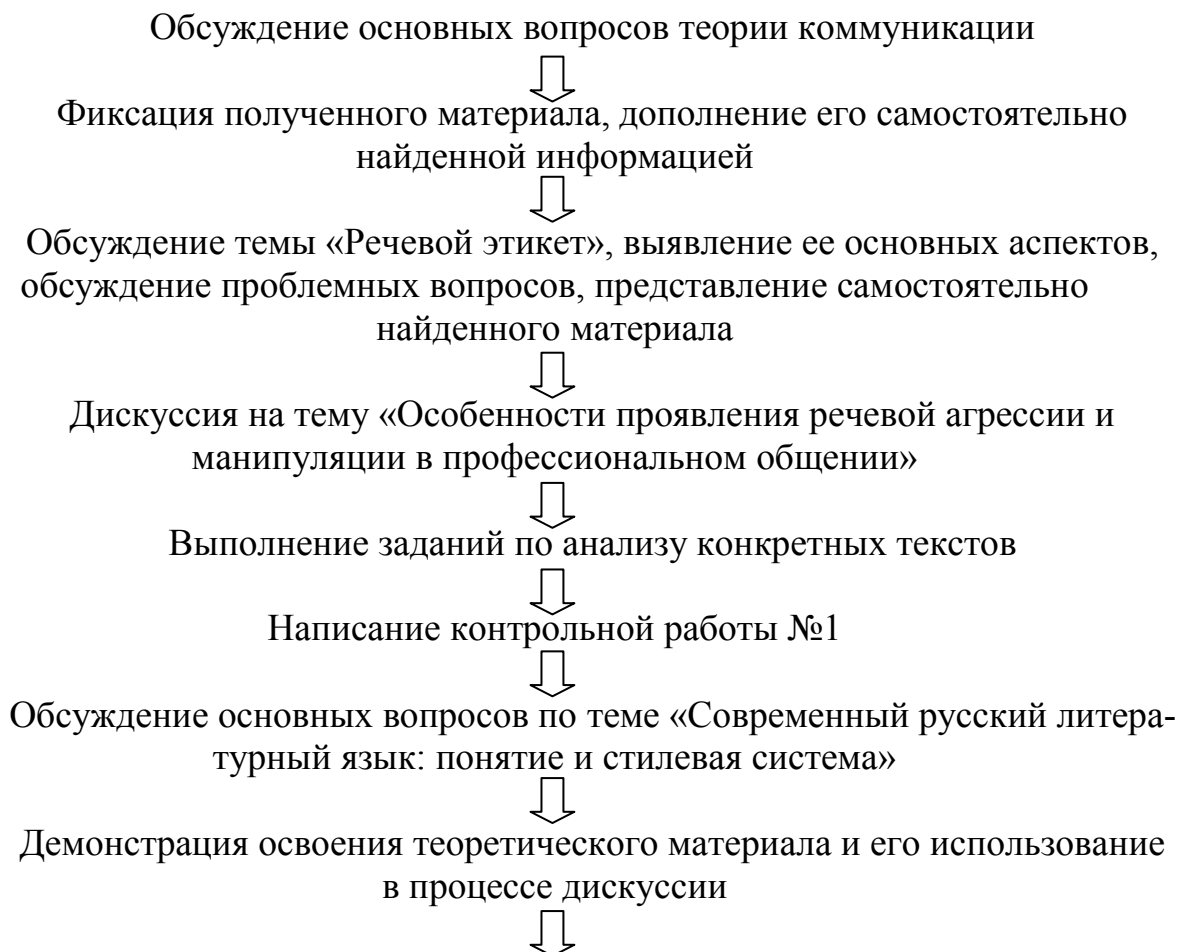 Обсуждение основных вопросов теории коммуникации
Фиксация полученного материала, дополнение его самостоятельно
найденной информацией
Обсуждение темы «Речевой этикет», выявление ее основных аспектов,
обсуждение проблемных вопросов, представление самостоятельно
найденного материала
Дискуссия на тему «Особенности проявления речевой агрессии и
манипуляции в профессиональном общении»
Выполнение заданий по анализу конкретных текстов
Написание контрольной работы №1
Обсуждение основных вопросов по теме «Современный русский литера-
турный язык: понятие и стилевая система»
Демонстрация освоения теоретического материала и его использование
в процессе дискуссии